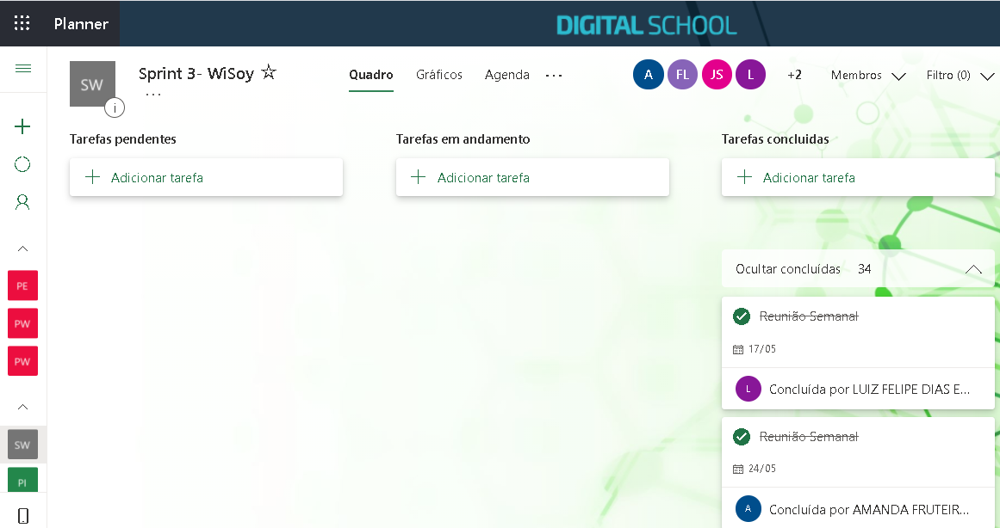 Planner
DIGITAL SCHOOL
SW
Sprint 3- WiSoy
...
i
Quadro
Gráficos
Agenda
...
A
FL
JS
L
+2
Membros
Filtro (0)
Tarefas pendentes
Adicionar tarefa
Tarefas em andamento
Adicionar tarefa
Tarefas concluidas
Adicionar tarefa
Ocultar concluídas 34
Reunião Semanal
17/05
L
Concluída por LUIZ FELIPE DIAS E...
Reunião Semanal
24/05
A
Concluída por AMANDA FRUTEIR...
PE
PW
PW
SW
PI